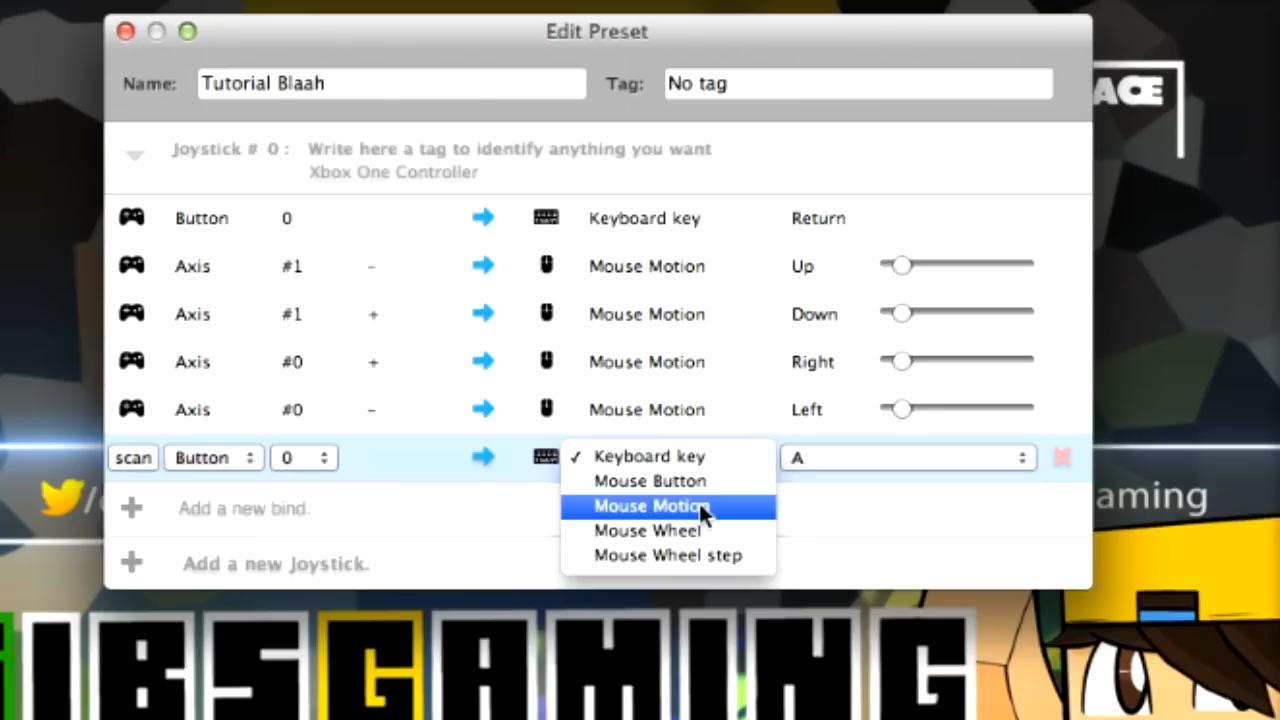 Edit Preset
Name: Tutorial Blaah Tag: No tag
ACE
Joystick # 0 : Write here a tag to identify anything you want
Xbox One Controller
Button 0 Keyboard key Return
Axis #1 - Mouse Motion Up
Axis #1 + Mouse Motion Down
Axis #0 + Mouse Motion Right
Axis #0 - Mouse Motion Left
scan Button 0 ✓ Keyboard key A
Mouse Button
Mouse Motion
Mouse Wheel
Mouse Wheel step
Add a new bind.
Add a new Joystick.
aming
IBSGAMING